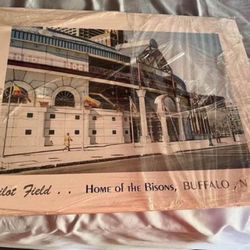 ilot Field . . Home of the Bisons, Buffalo, N